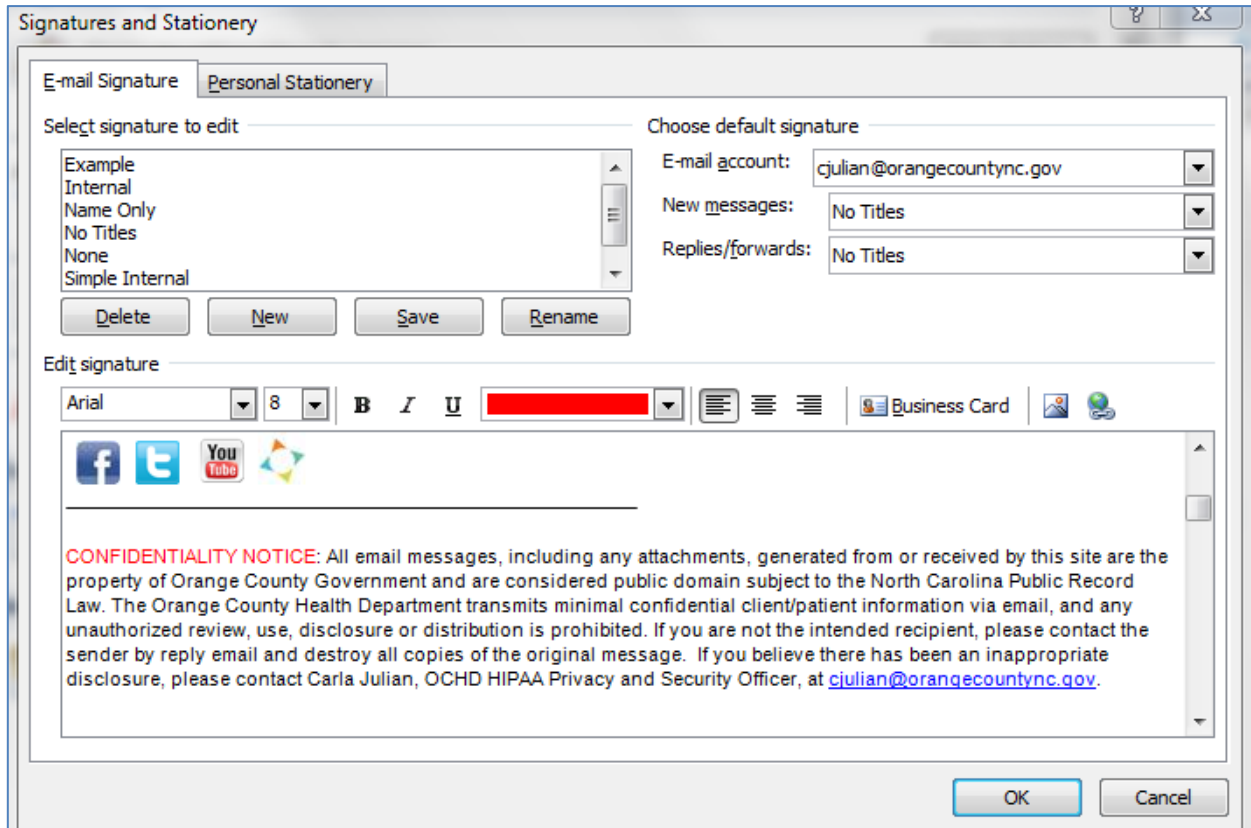 Signatures and Stationery
?
E-mail Signature
Personal Stationery
Select signature to edit
Choose default signature
Example
Internal
Name Only
No Titles
None
Simple Internal
E-mail account:
cjulian@orangecountync.gov
New messages:
No Titles
Replies/forwards:
No Titles
Delete
New
Save
Rename
Edit signature
Arial
8
B
I
U
Business Card
f
t
You
Tube
CONFIDENTIALITY NOTICE: All email messages, including any attachments, generated from or received by this site are the
property of Orange County Government and are considered public domain subject to the North Carolina Public Record
Law. The Orange County Health Department transmits minimal confidential client/patient information via email, and any
unauthorized review, use, disclosure or distribution is prohibited. If you are not the intended recipient, please contact the
sender by reply email and destroy all copies of the original message.  If you believe there has been an inappropriate
disclosure, please contact Carla Julian, OCHD HIPAA Privacy and Security Officer, at cjulian@orangecountync.gov.
OK
Cancel